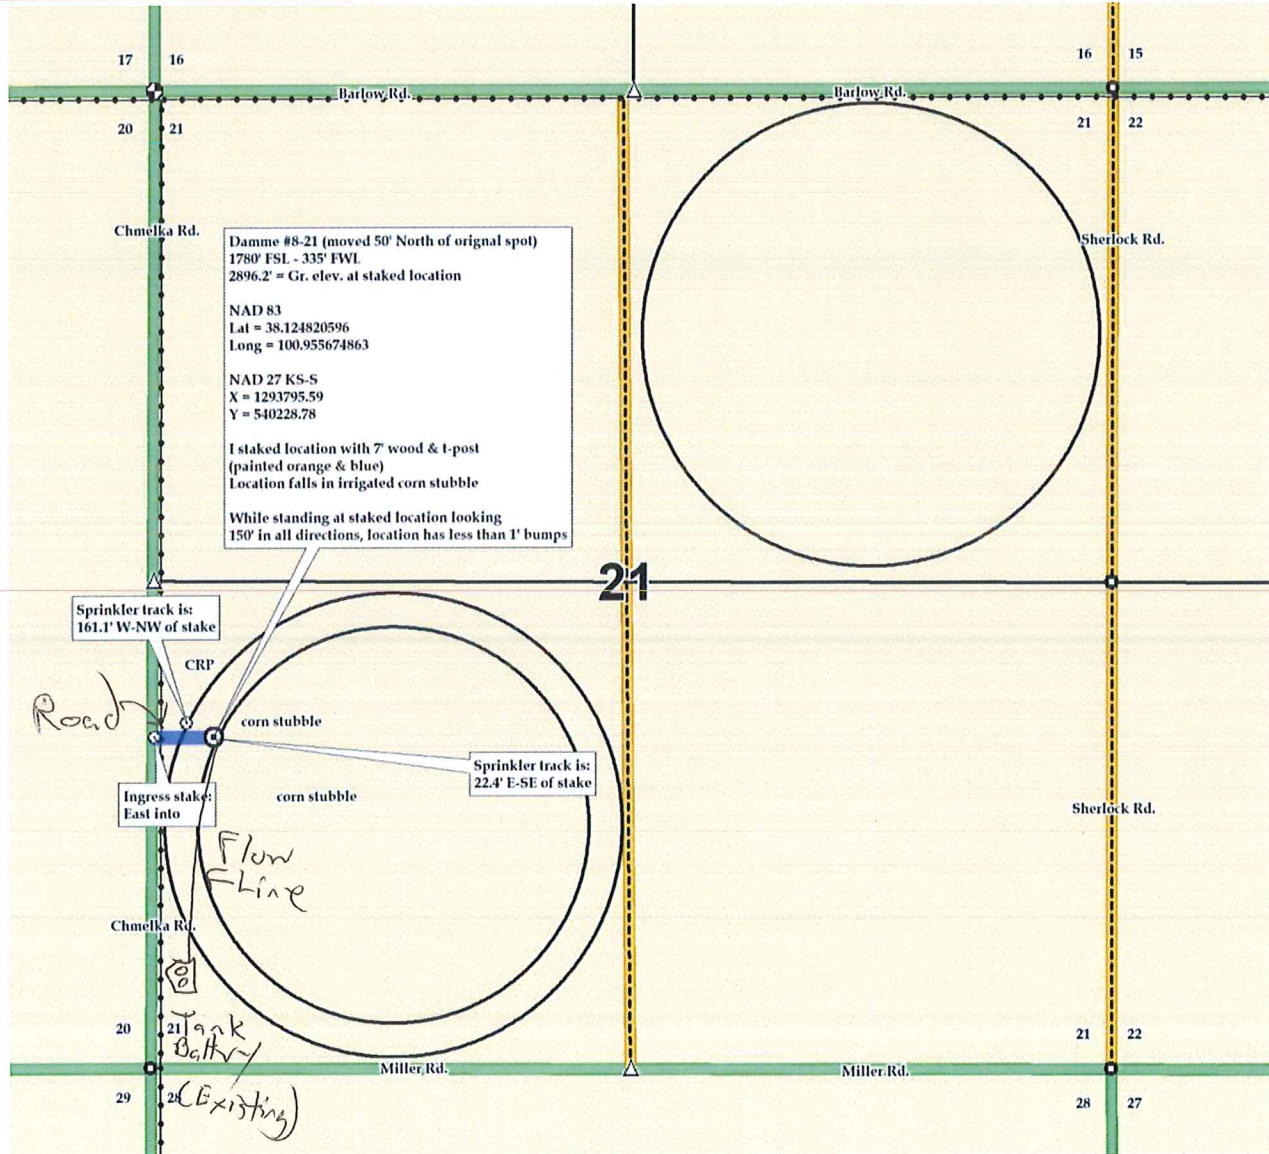 17 16
16 15
Barlow Rd.
Barlow Rd.
20 21
21 22
Chmelka Rd.
Sherlock Rd.
Damme #8-21 (moved 50' North of orignal spot)
1780' FSL - 335' FWL
2896.2' = Gr. elev. at staked location
NAD 83
Lat = 38.124820596
Long = 100.955674863
NAD 27 KS-S
X = 1293795.59
Y = 540228.78
I staked location with 7' wood & t-post
(painted orange & blue)
Location falls in irrigated corn stubble
While standing at staked location looking
150' in all directions, location has less than 1' bumps
21
Sprinkler track is:
161.1' W-NW of stake
CRP
Road
corn stubble
Sprinkler track is:
22.4' E-SE of stake
Ingress stake:
East into
corn stubble
Sherlock Rd.
Flow
Line
Chmelka Rd.
20 21
Tank
Battry
21 22
Miller Rd.
Miller Rd.
29 28
(Existing)
28 27